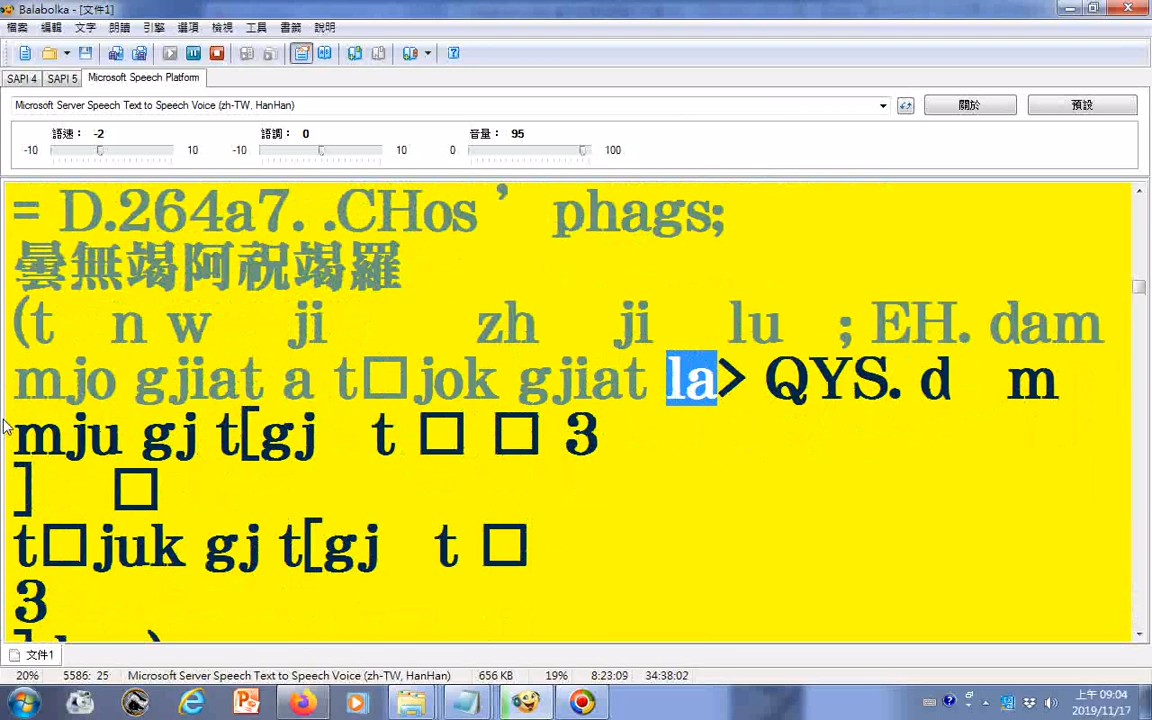 Balabolka - [文件1]
檔案 編輯 文字 朗讀 引擎 選項 檢視 工具 書籤 說明
SAPI 4 SAPI 5 Microsoft Speech Platform
Microsoft Server Speech Text to Speech Voice (zh-TW, HanHan) 關於 預設
語速： -2 語調： 0 音量： 95
-10 10 -10 10 0 100
= D.264a7. .CHos ’ phags;
曇無竭阿祝竭羅
(t n w ji zh ji lu ; EH. dam
mjo gjiat a t□jok gjiat la> QYS. d m
mju gj t[gj t □ □ 3
] □
t□juk gj t[gj t □
3
文件1
20% 5586: 25 Microsoft Server Speech Text to Speech Voice (zh-TW, HanHan) 656 KB 19% 8:23:09 34:38:02
上午 09:04
2019/11/17